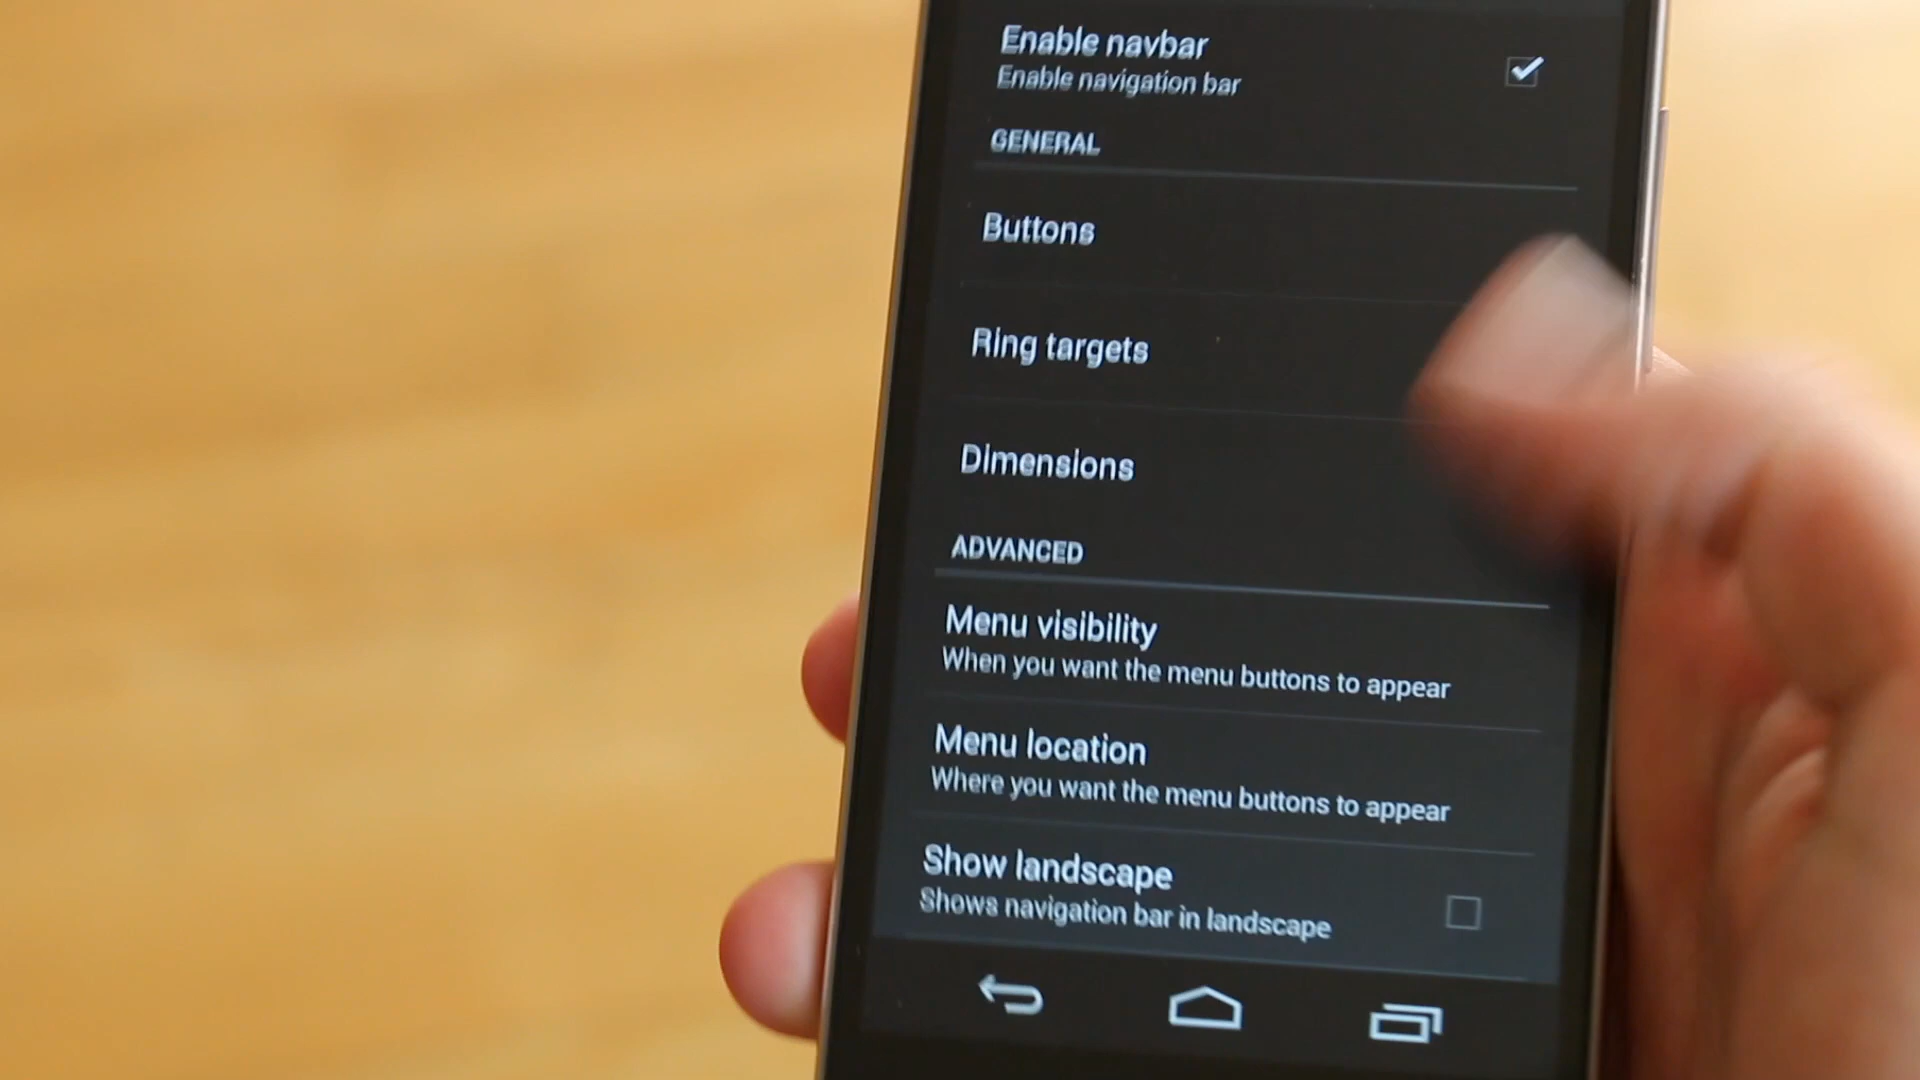 Enable navbar
Enable navigation bar
GENERAL
Buttons
Ring targets
Dimensions
ADVANCED
Menu visibility
When you want the menu buttons to appear
Menu location
Where you want the menu buttons to appear
Show landscape
Shows navigation bar in landscape